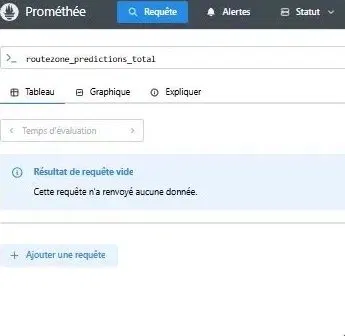 Prométhée Requête Alertes Statut
>_ routezone_predictions_total
Tableau Graphique Expliquer
< Temps d'évaluation >
Résultat de requête vide
Cette requête n'a renvoyé aucune donnée.
+ Ajouter une requête